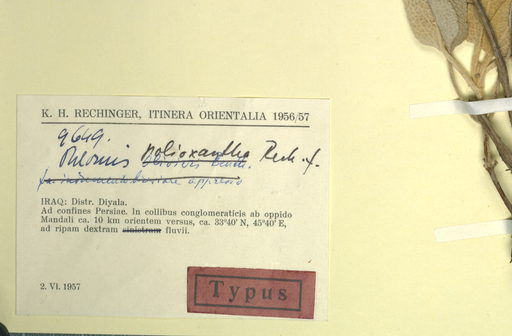 K. H. RECHINGER, ITINERA ORIENTALIA 1956/57
9649.
Phlomis polioxantha Rech. f.
IRAQ: Distr. Diyala.
Ad confines Persiae. In collibus conglomeraticis ab oppido
Mandali ca. 10 km orientem versus, ca. 33°40′ N, 45°40′ E,
ad ripam dextram sinistram fluvii.
2. VI. 1957
Typus